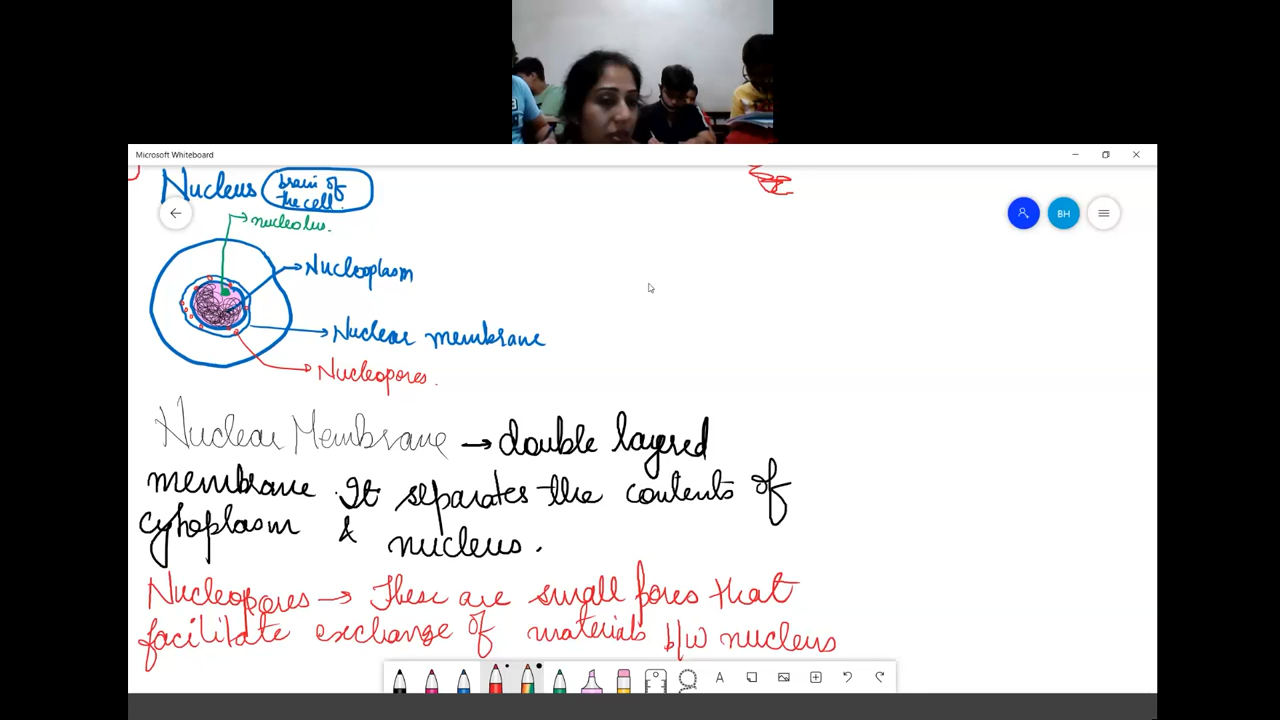 Microsoft Whiteboard
Nucleus brain of
the cell.
nucleolus.
Nucleoplasm
BH
Nuclear membrane
Nucleopores.
Nuclear Membrane → double layered
membrane. It separates the contents of
cytoplasm & nucleus.
Nucleopores → These are small pores that
facilitate exchange of materials b/w nucleus
A